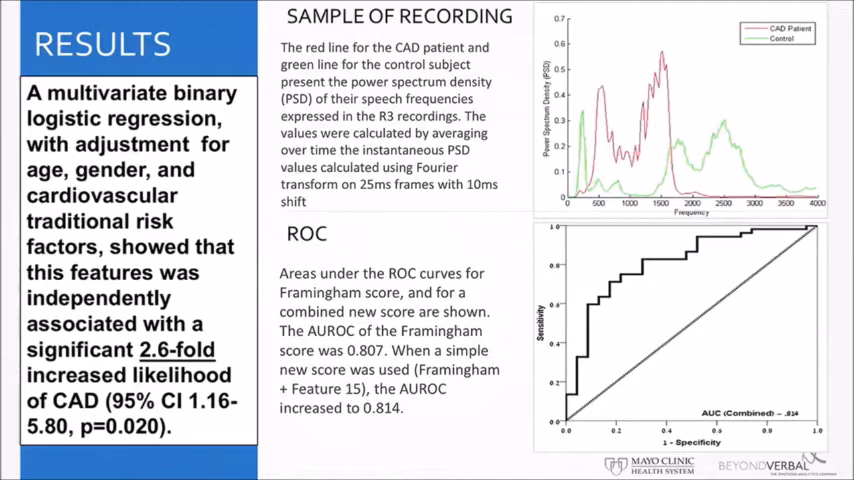 RESULTS
A multivariate binary
logistic regression,
with adjustment for
age, gender, and
cardiovascular
traditional risk
factors, showed that
this features was
independently
associated with a
significant 2.6-fold
increased likelihood
of CAD (95% CI 1.16-
5.80, p=0.020).
SAMPLE OF RECORDING
The red line for the CAD patient and
green line for the control subject
present the power spectrum density
(PSD) of their speech frequencies
expressed in the R3 recordings. The
values were calculated by averaging
over time the instantaneous PSD
values calculated using Fourier
transform on 25ms frames with 10ms
shift
ROC
Areas under the ROC curves for
Framingham score, and for a
combined new score are shown.
The AUROC of the Framingham
score was 0.807. When a simple
new score was used (Framingham
+ Feature 15), the AUROC
increased to 0.814.
0.7
0.6
0.5
0.4
0.3
0.2
0.1
0
Power Spectrum Density (PSD)
CAD Patient
Control
0 500 1000 1500 2000 2500 3000 3500 4000
Frequency
1.0
0.8
0.6
0.4
0.2
0.0
Sensitivity
AUC (Combined) = .814
0.0 0.2 0.4 0.6 0.8 1.0
1 - Specificity
MAYO CLINIC
HEALTH SYSTEM
BEYONDVERBAL